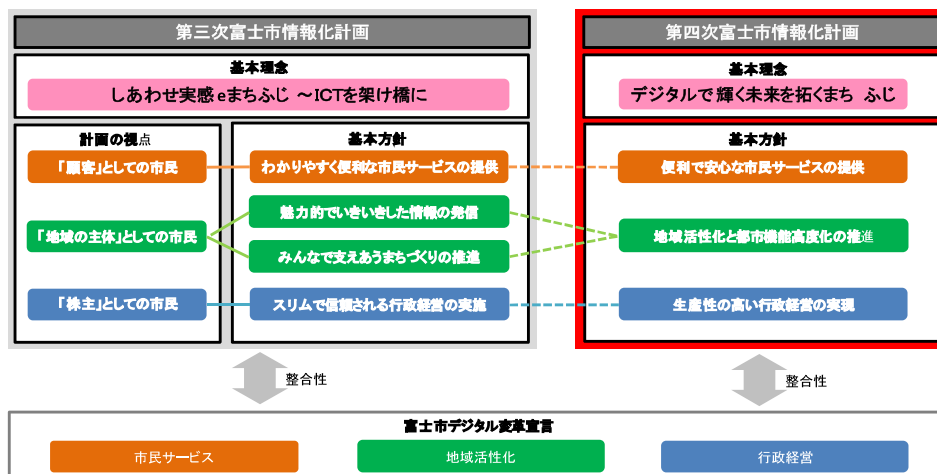 第三次富士市情報化計画
基本理念
しあわせ実感eまちふじ ～ICTを架け橋に
計画の視点
「顧客」としての市民
「地域の主体」としての市民
「株主」としての市民
基本方針
わかりやすく便利な市民サービスの提供
魅力的でいきいきした情報の発信
みんなで支えあうまちづくりの推進
スリムで信頼される行政経営の実施
第四次富士市情報化計画
基本理念
デジタルで輝く未来を拓くまち ふじ
基本方針
便利で安心な市民サービスの提供
地域活性化と都市機能高度化の推進
生産性の高い行政経営の実現
整合性
整合性
富士市デジタル変革宣言
市民サービス
地域活性化
行政経営